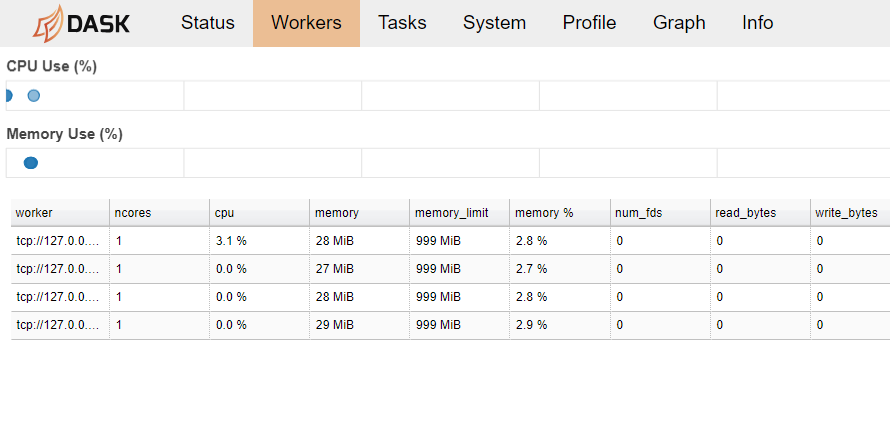 DASK Status Workers Tasks System Profile Graph Info
CPU Use (%)
Memory Use (%)
worker ncores cpu memory memory_limit memory % num_fds read_bytes write_bytes
tcp://127.0.0.... 1 3.1 % 28 MiB 999 MiB 2.8 % 0 0 0
tcp://127.0.0.... 1 0.0 % 27 MiB 999 MiB 2.7 % 0 0 0
tcp://127.0.0.... 1 0.0 % 28 MiB 999 MiB 2.8 % 0 0 0
tcp://127.0.0.... 1 0.0 % 29 MiB 999 MiB 2.9 % 0 0 0